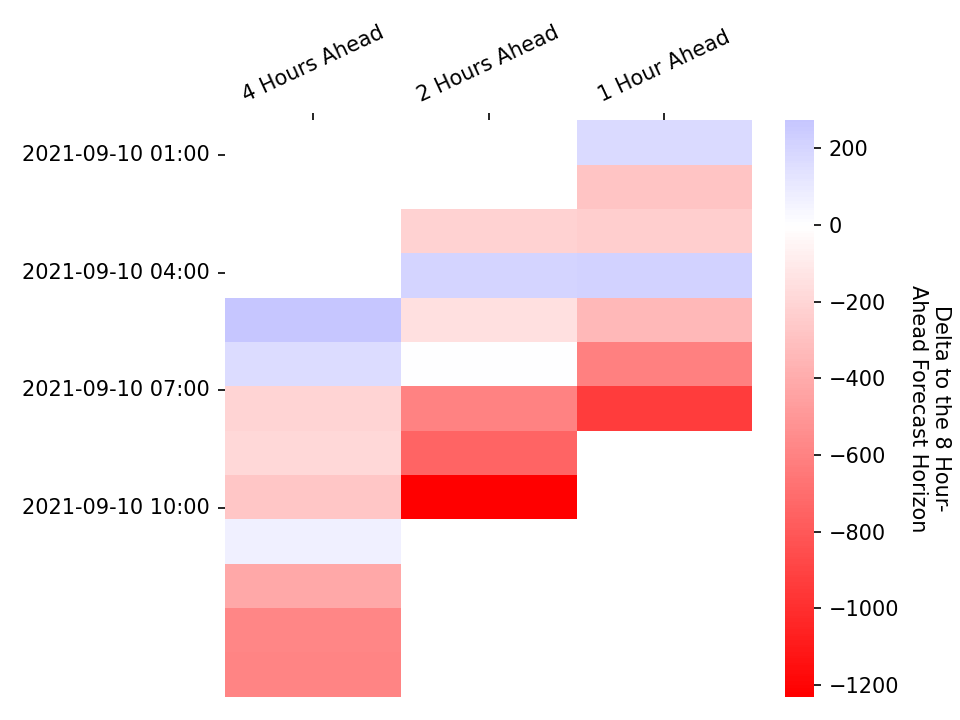 4 Hours Ahead
2 Hours Ahead
1 Hour Ahead
2021-09-10 01:00
2021-09-10 04:00
2021-09-10 07:00
2021-09-10 10:00
200
0
−200
−400
−600
−800
−1000
−1200
Delta to the 8 Hour-
Ahead Forecast Horizon